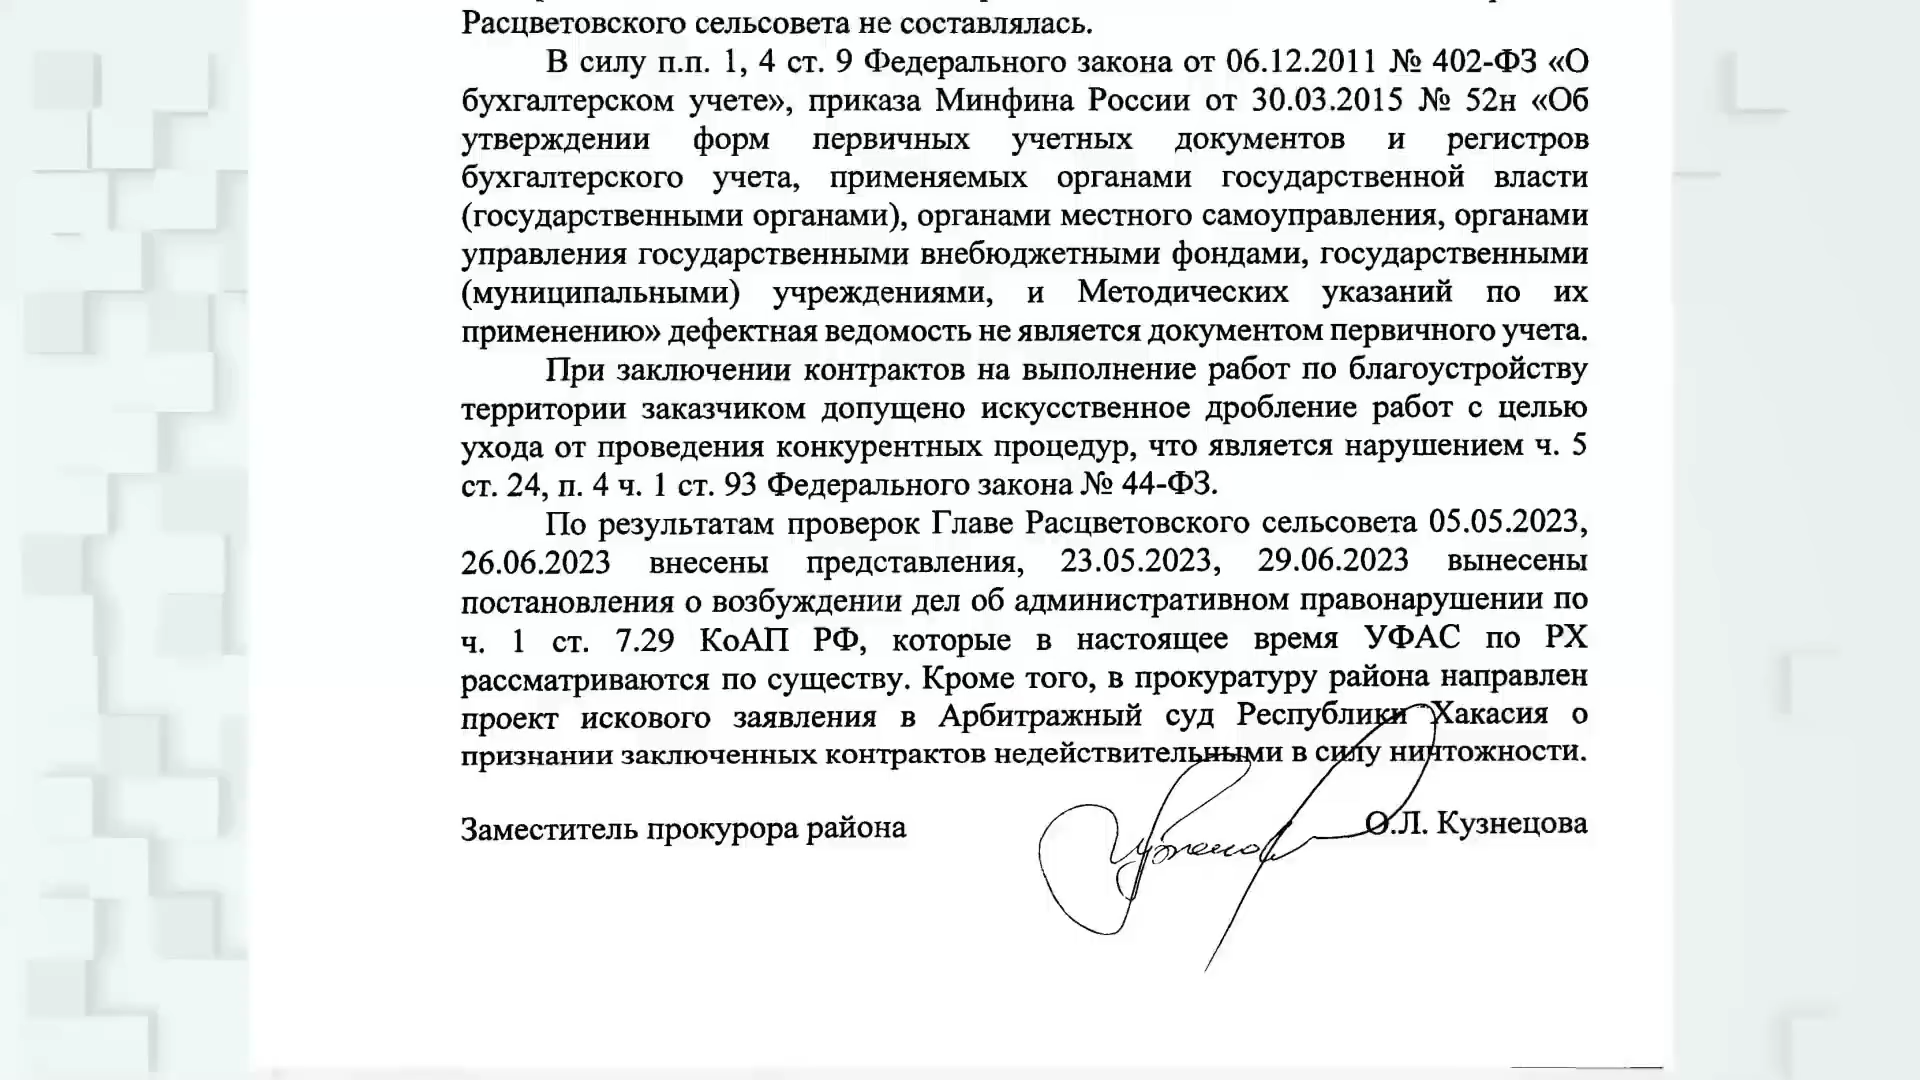 Расцветовского сельсовета не составлялась.
В силу п.п. 1, 4 ст. 9 Федерального закона от 06.12.2011 № 402-ФЗ «О
бухгалтерском учете», приказа Минфина России от 30.03.2015 № 52н «Об
утверждении форм первичных учетных документов и регистров
бухгалтерского учета, применяемых органами государственной власти
(государственными органами), органами местного самоуправления, органами
управления государственными внебюджетными фондами, государственными
(муниципальными) учреждениями, и Методических указаний по их
применению» дефектная ведомость не является документом первичного учета.
При заключении контрактов на выполнение работ по благоустройству
территории заказчиком допущено искусственное дробление работ с целью
ухода от проведения конкурентных процедур, что является нарушением ч. 5
ст. 24, п. 4 ч. 1 ст. 93 Федерального закона № 44-ФЗ.
По результатам проверок Главе Расцветовского сельсовета 05.05.2023,
26.06.2023 внесены представления, 23.05.2023, 29.06.2023 вынесены
постановления о возбуждении дел об административном правонарушении по
ч. 1 ст. 7.29 КоАП РФ, которые в настоящее время УФАС по РХ
рассматриваются по существу. Кроме того, в прокуратуру района направлен
проект искового заявления в Арбитражный суд Республики Хакасия о
признании заключенных контрактов недействительными в силу ничтожности.
Заместитель прокурора района
О.Л. Кузнецова